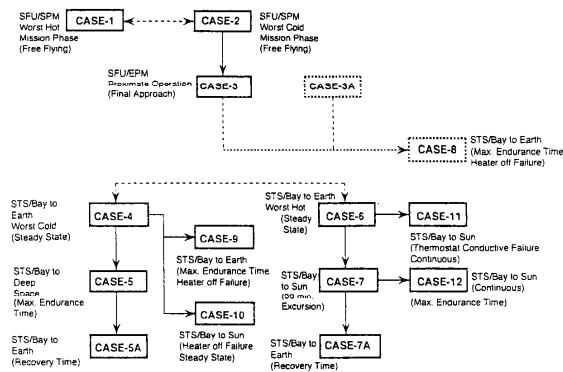 SFU/SPM
Worst Hot
Mission Phase
(Free Flying)
CASE-1
CASE-2
SFU/SPM
Worst Cold
Mission Phase
(Free Flying)
SFU/EPM
Proximate Operation
(Final Approach)
CASE-3
CASE-3A
CASE-8
STS/Bay to Earth
(Max. Endurance Time
Heater off Failure)
STS/Bay to
Earth
Worst Cold
(Steady State)
CASE-4
STS/Bay to Earth
Worst Hot
(Steady
State)
CASE-6
CASE-11
STS/Bay to Sun
(Thermostat Conductive Failure
Continuous)
CASE-9
STS/Bay to Earth
(Max. Endurance Time
Heater off Failure)
STS/Bay to
Deep
Space
(Max. Endurance
Time)
CASE-5
STS/Bay
to Sun
min.
Excursion)
CASE-7
CASE-12
STS/Bay to Sun
(Continuous)
(Max. Endurance Time)
CASE-10
STS/Bay to Sun
(Heater off Failure
Steady State)
CASE-5A
STS/Bay to
Earth
(Recovery Time)
CASE-7A
STS/Bay to
Earth
(Recovery Time)